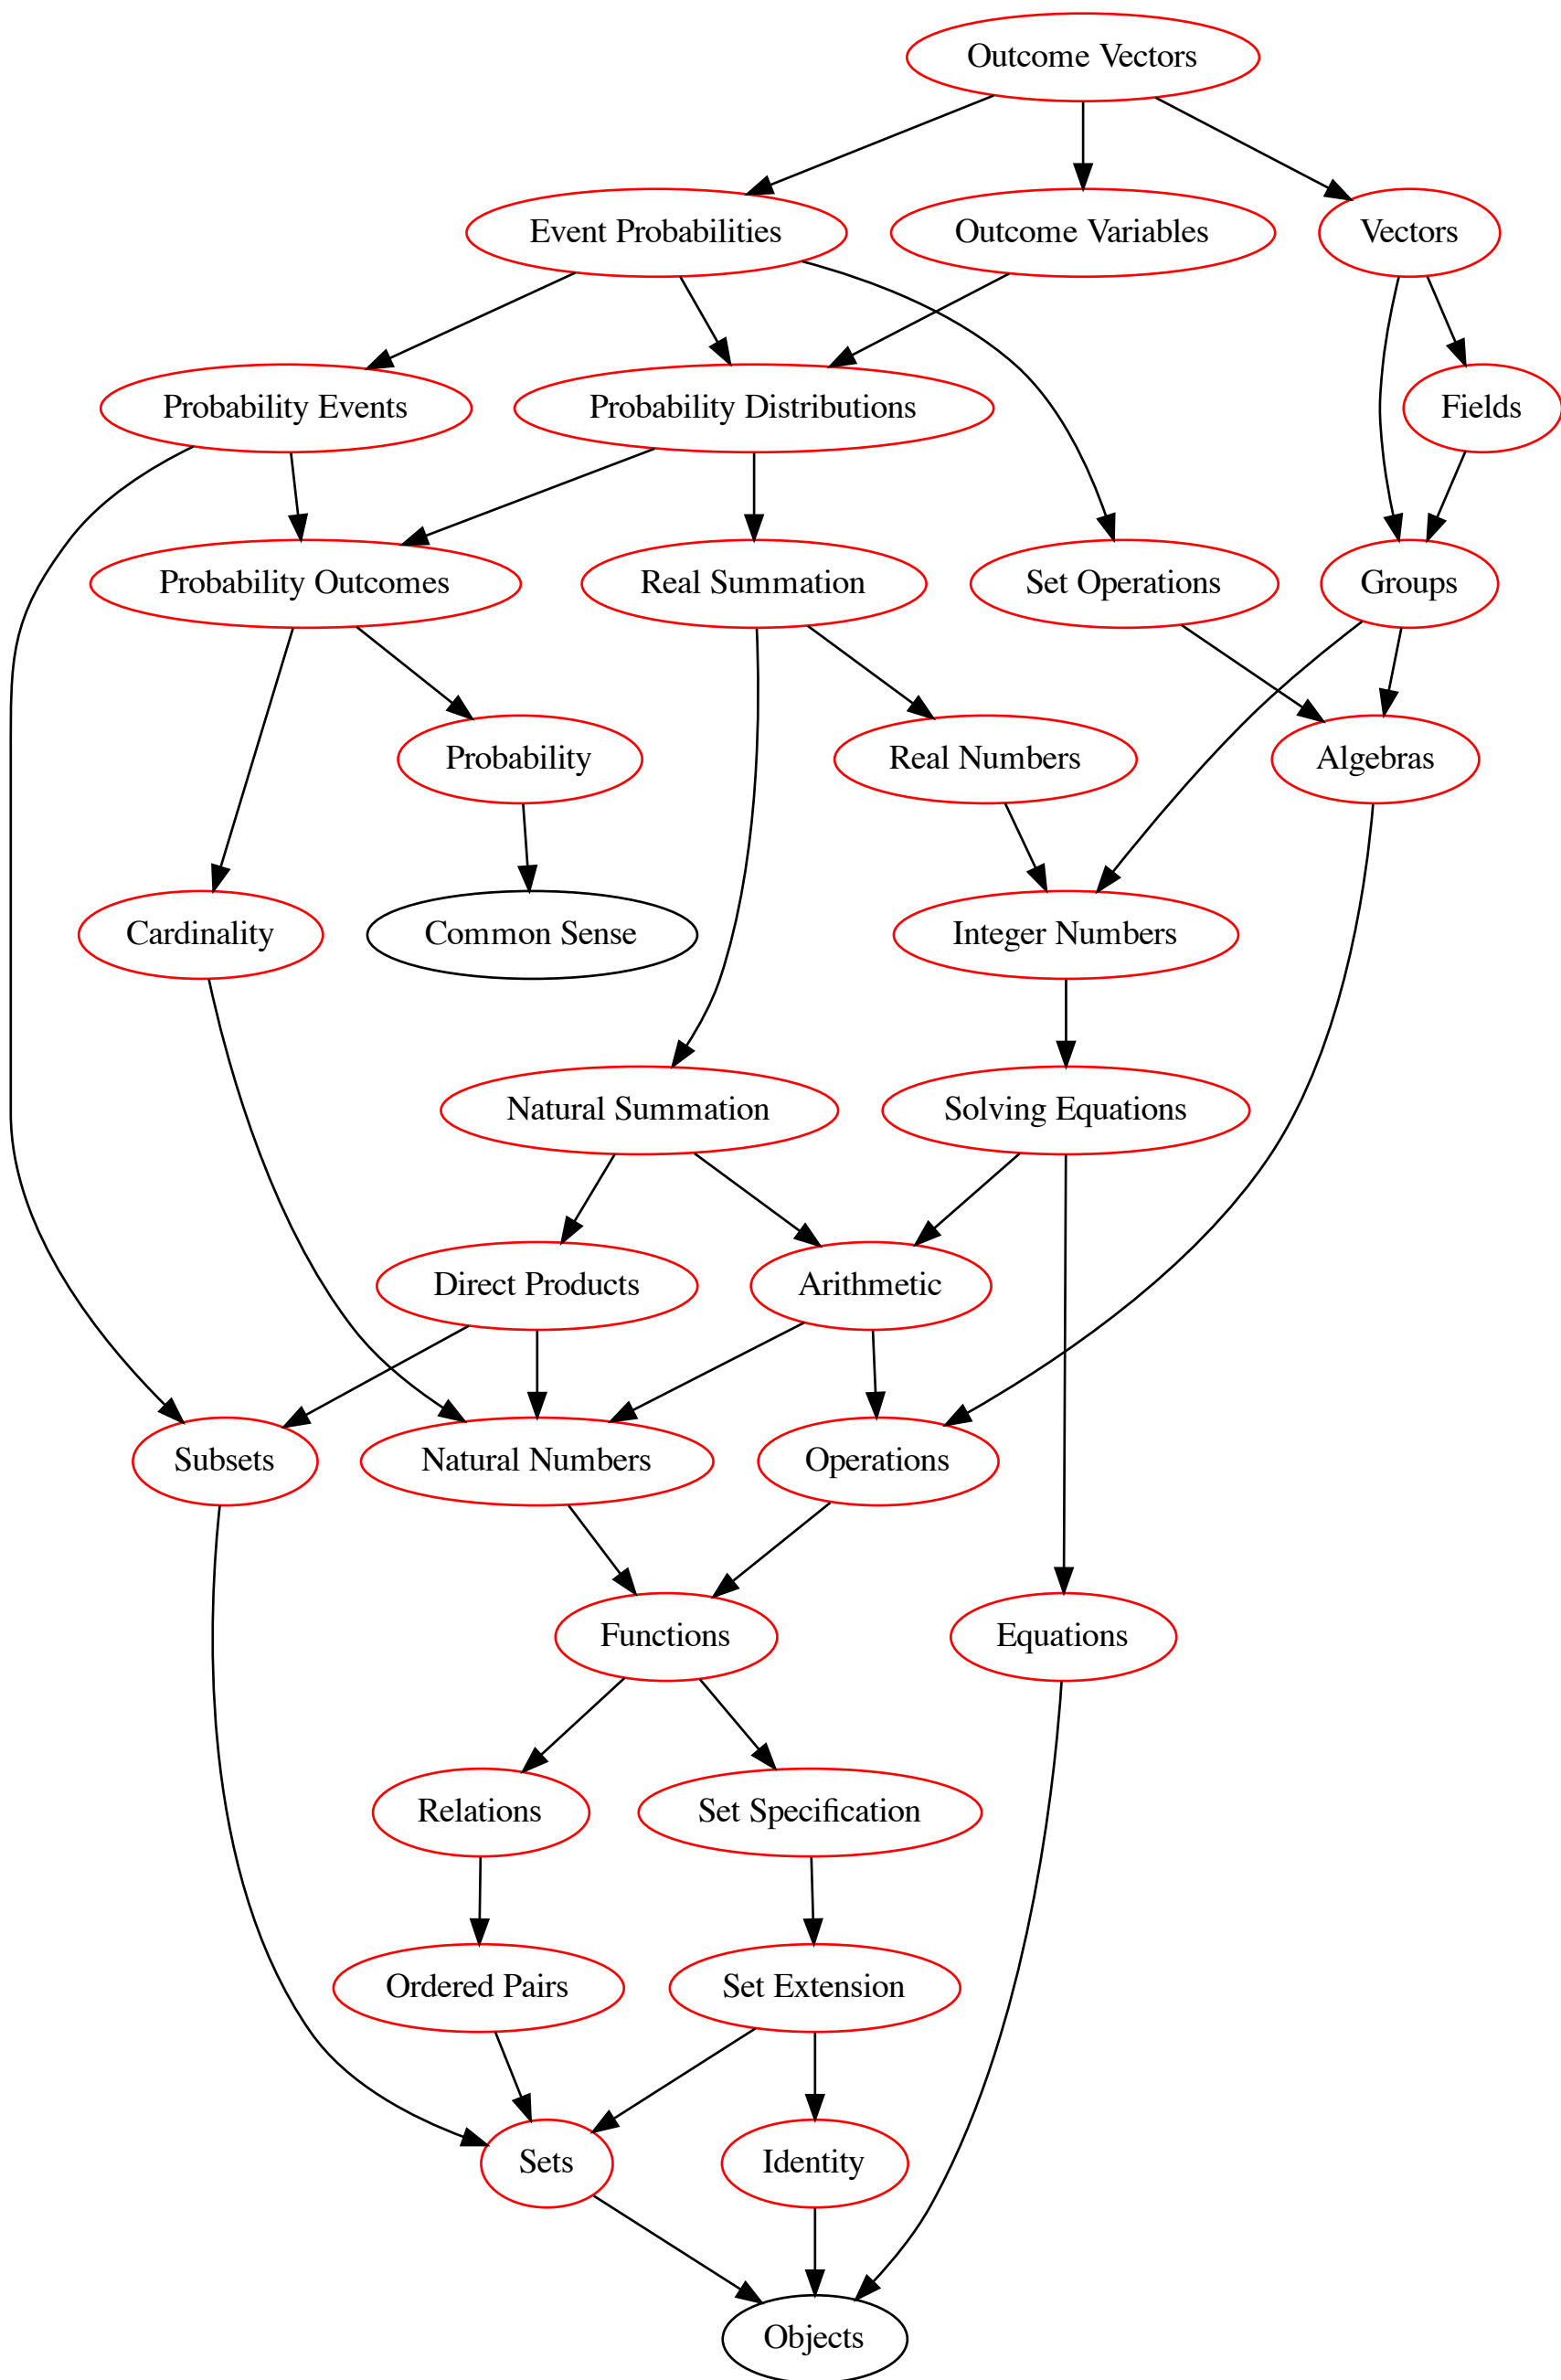 Outcome Vectors
Event Probabilities
Outcome Variables
Vectors
Probability Events
Probability Distributions
Fields
Probability Outcomes
Real Summation
Set Operations
Groups
Probability
Real Numbers
Algebras
Cardinality
Common Sense
Integer Numbers
Natural Summation
Solving Equations
Direct Products
Arithmetic
Subsets
Natural Numbers
Operations
Functions
Equations
Relations
Set Specification
Ordered Pairs
Set Extension
Sets
Identity
Objects